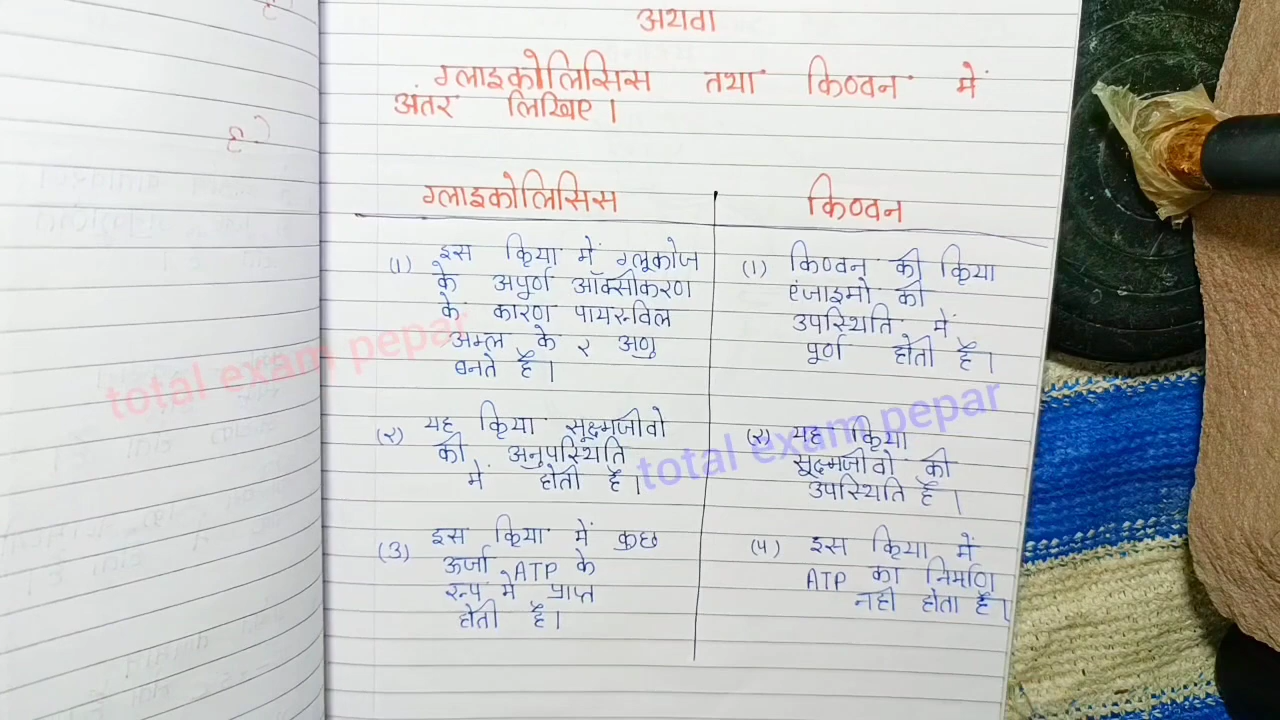 अथवा
ग्लाइकोलिसिस तथा किण्वन में
अंतर लिखिए।
ग्लाइकोलिसिस
किण्वन
(1) इस क्रिया में ग्लूकोज
के अपूर्ण ऑक्सीकरण
के कारण पायरुविल
अम्ल के २ अणु
बनते है।
(1) किण्वन की क्रिया
एंजाइमो की
उपस्थिति में
पूर्ण होती है।
(२) यह क्रिया सूक्ष्मजीवो
की अनुपस्थिति
में होती है।
(२) यह क्रिया
सूक्ष्मजीवो की
उपस्थिति है।
(3) इस क्रिया में कुछ
ऊर्जा ATP के
रूप मे प्राप्त
होती है।
(५) इस क्रिया में
ATP का निर्माण
नही होता है।
total exam pepar
total exam pepar
है